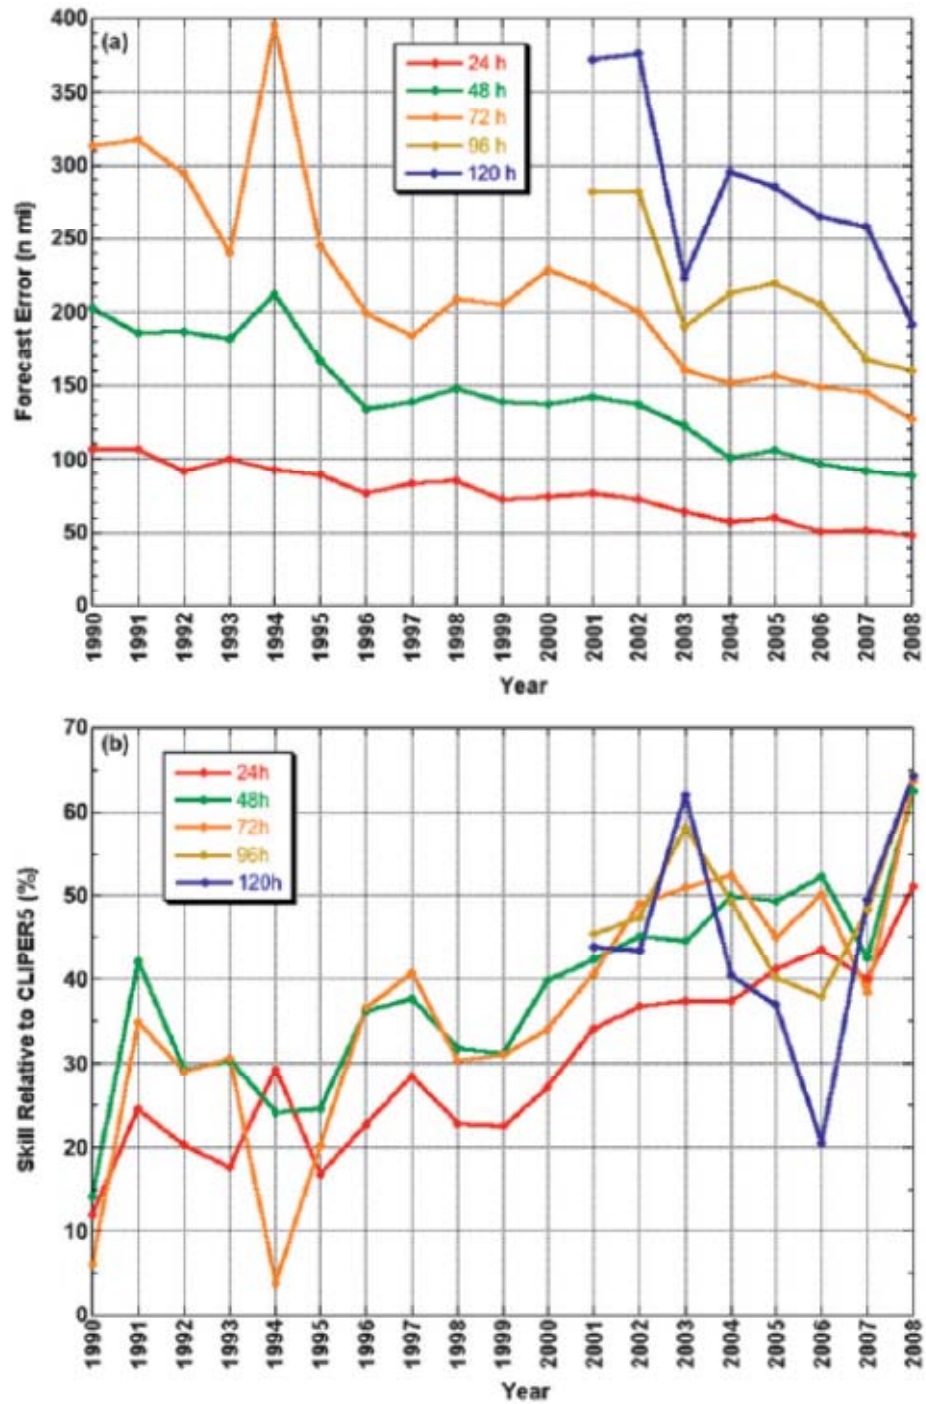 (a)
24 h
48 h
72 h
96 h
120 h
400
350
300
250
200
150
100
50
0
Forecast Error (n mi)
1990 1991 1992 1993 1994 1995 1996 1997 1998 1999 2000 2001 2002 2003 2004 2005 2006 2007 2008
Year
(b)
24h
48h
72h
96h
120h
70
60
50
40
30
20
10
0
Skill Relative to CLIPER5 (%)
1990 1991 1992 1993 1994 1995 1996 1997 1998 1999 2000 2001 2002 2003 2004 2005 2006 2007 2008
Year